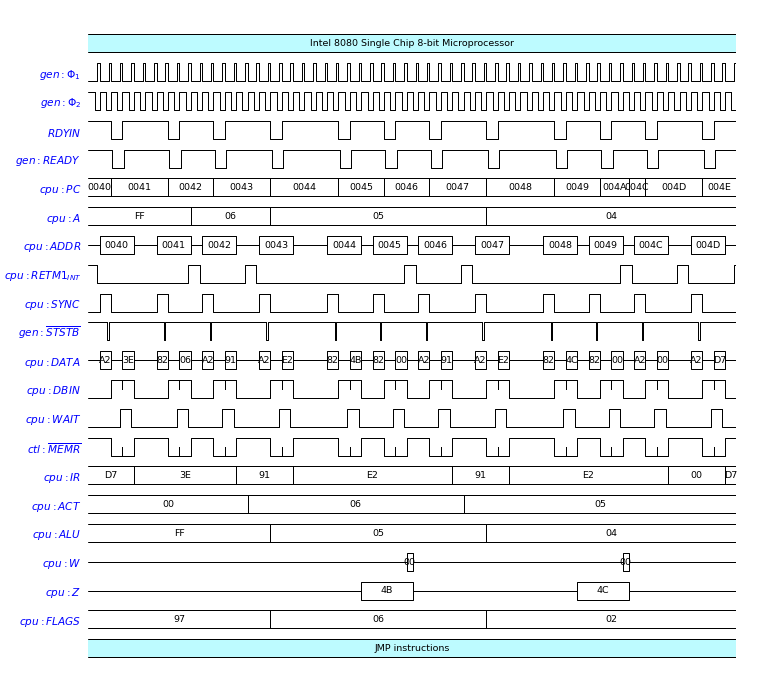 Intel 8080 Single Chip 8-bit Microprocessor
gen : Φ₁
gen : Φ₂
RDYIN
gen : READY
cpu : PC 0040 0041 0042 0043 0044 0045 0046 0047 0048 0049 004A 004C 004D 004E
cpu : A FF 06 05 04
cpu : ADDR 0040 0041 0042 0043 0044 0045 0046 0047 0048 0049 004C 004D
cpu : RETM1INT
cpu : SYNC
gen : STSTB
cpu : DATA A2 3E 82 06 A2 91 A2 E2 82 4B 82 00 A2 91 A2 E2 82 4C 82 00 A2 00 A2 D7
cpu : DBIN
cpu : WAIT
ctl : MEMR
cpu : IR D7 3E 91 E2 91 E2 00 D7
cpu : ACT 00 06 05
cpu : ALU FF 05 04
cpu : W 00 00
cpu : Z 4B 4C
cpu : FLAGS 97 06 02
JMP instructions